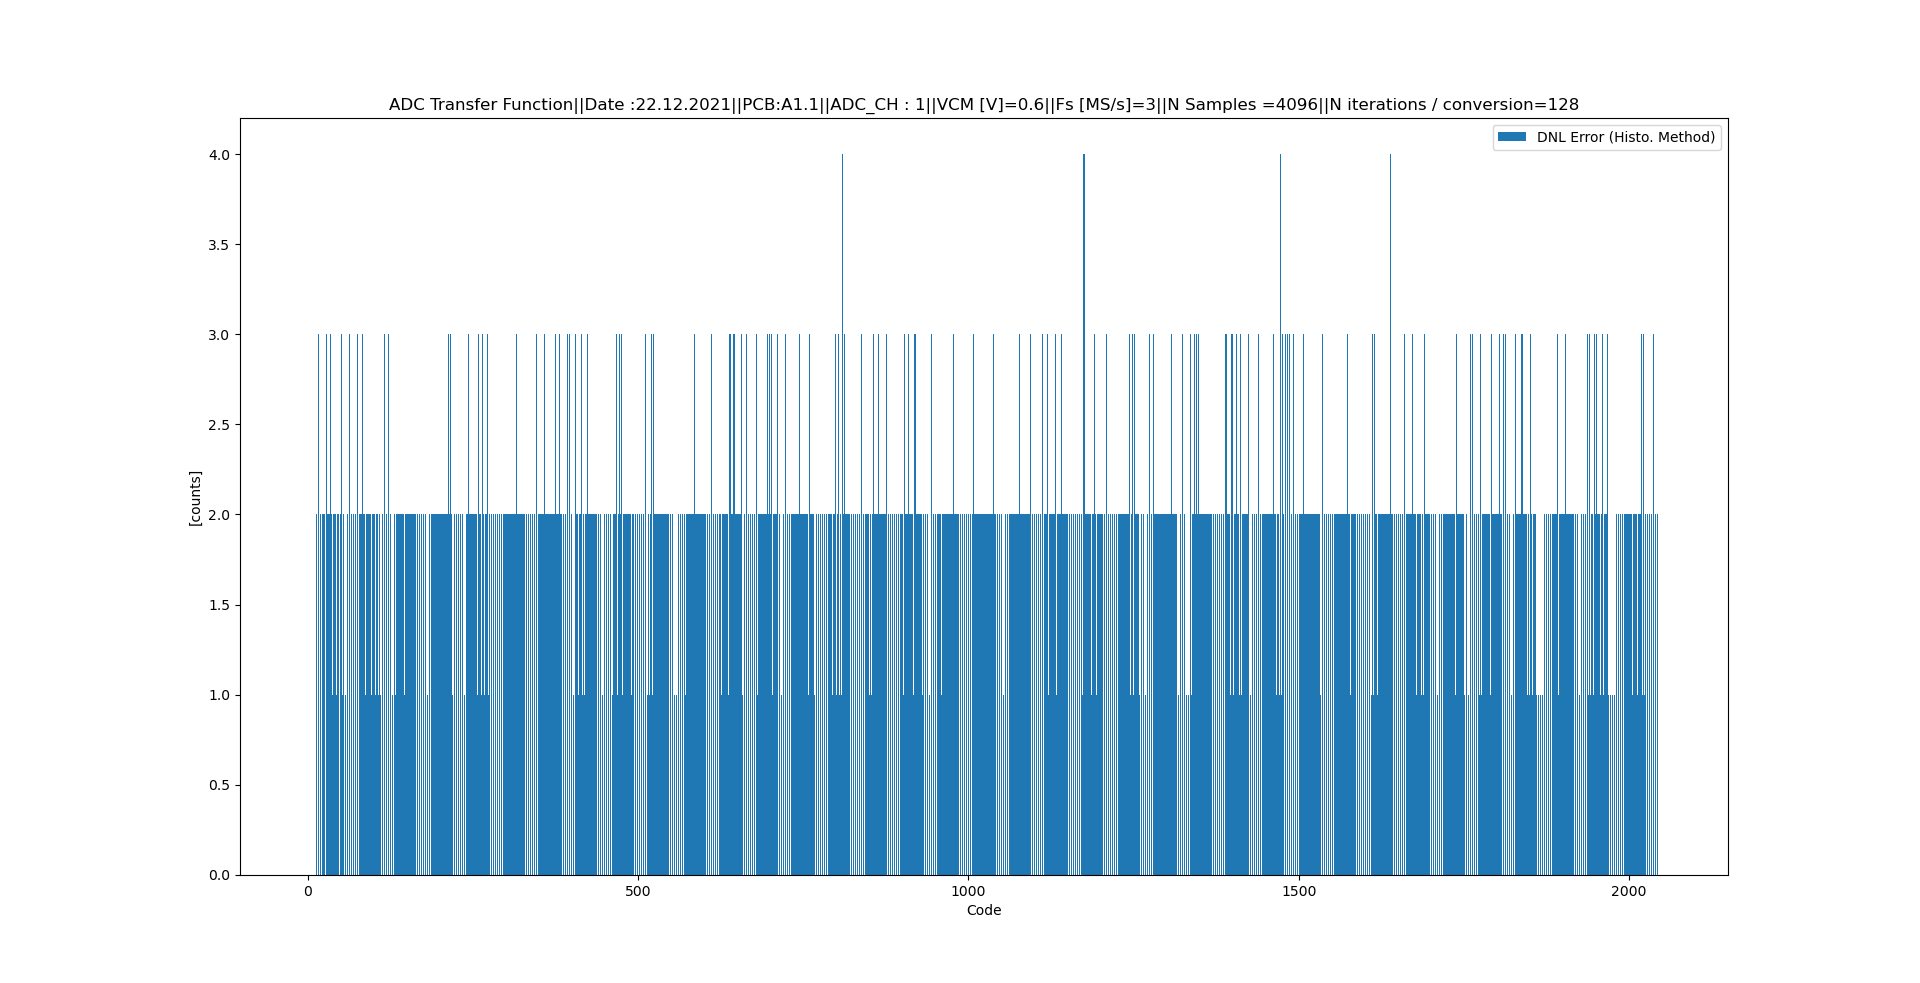 ADC Transfer Function||Date :22.12.2021||PCB:A1.1||ADC_CH : 1||VCM [V]=0.6||Fs [MS/s]=3||N Samples =4096||N iterations / conversion=128
DNL Error (Histo. Method)
4.0
3.5
3.0
2.5
2.0
1.5
1.0
0.5
0.0
[counts]
0 500 1000 1500 2000
Code